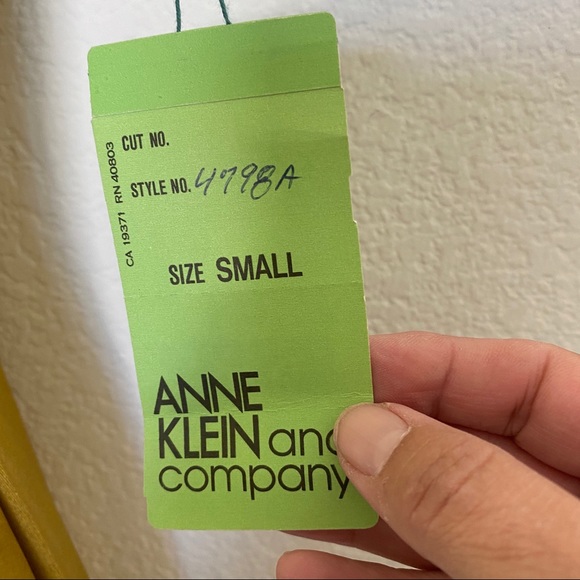 CUT NO.
STYLE NO. 4798A
CA 19371 RN 40803
SIZE SMALL
ANNE
KLEIN and
company